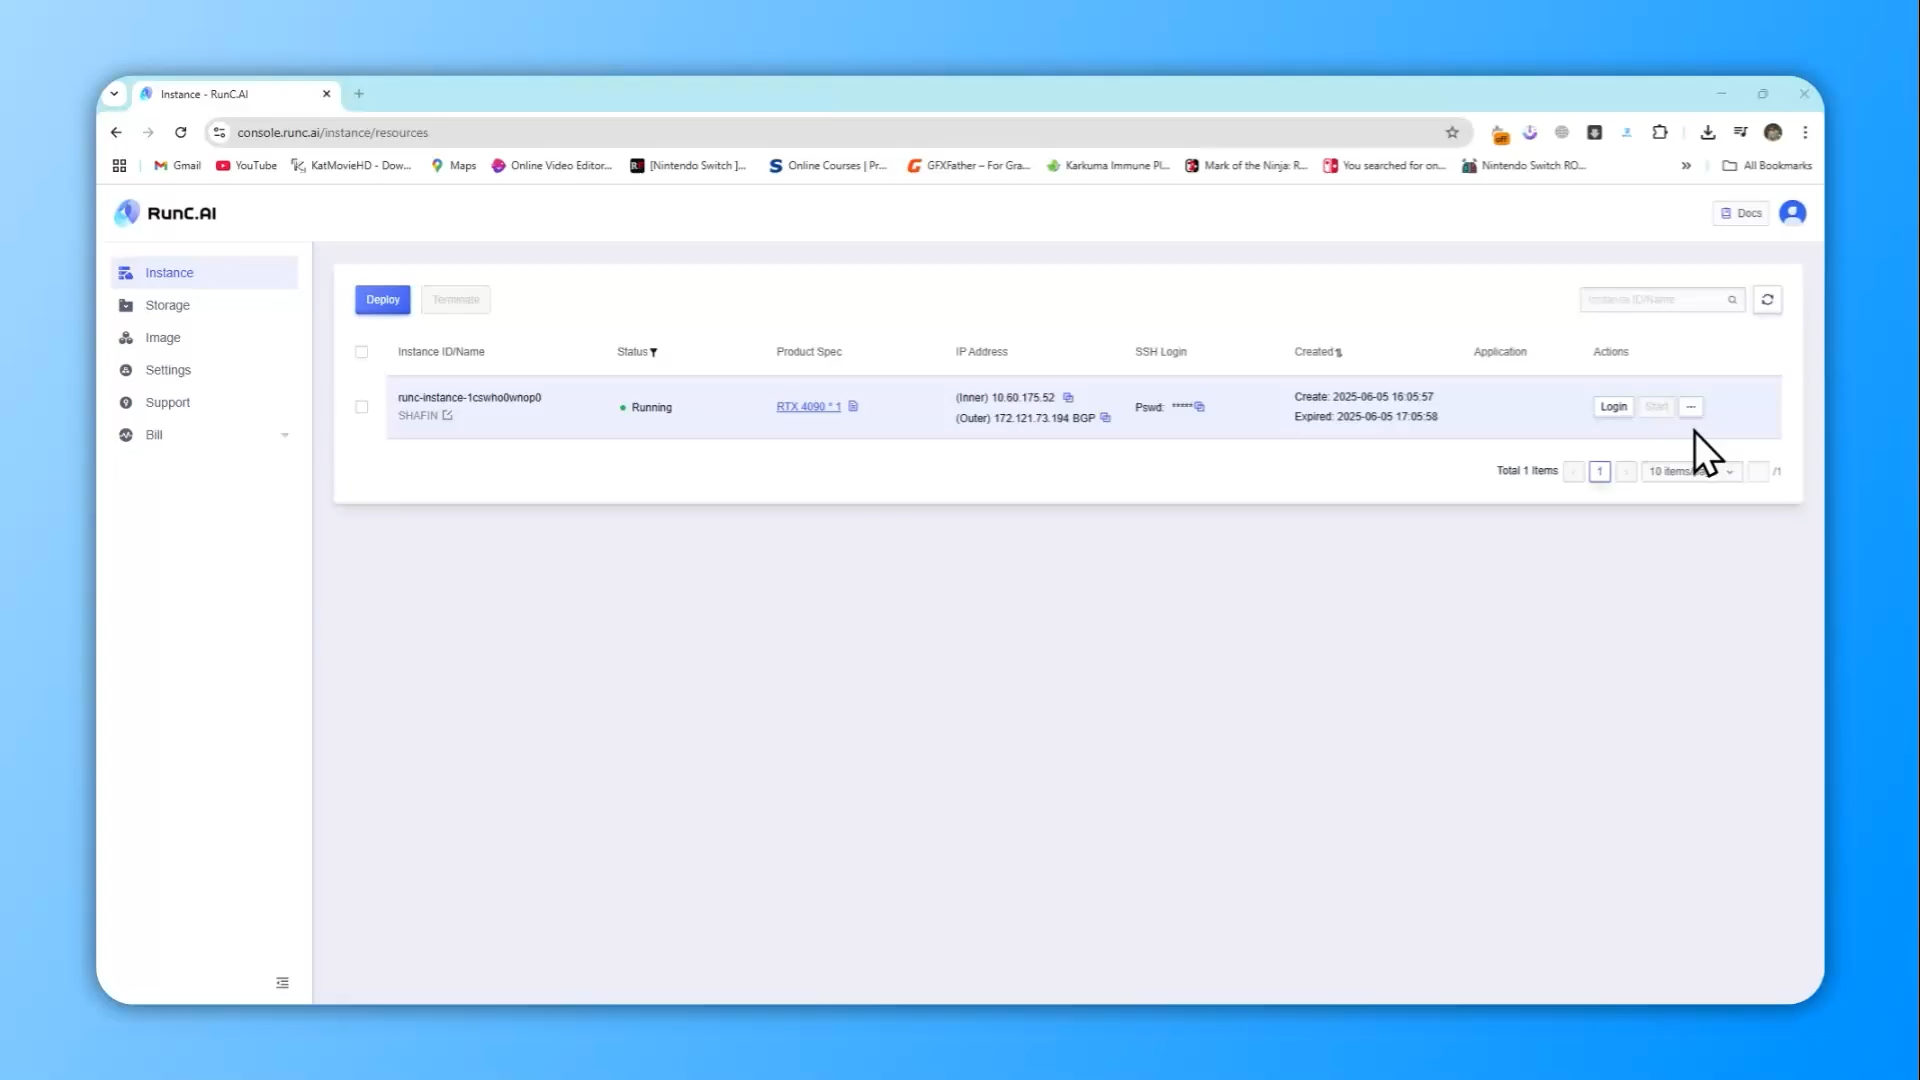 Instance - RunC.AI
console.runc.ai/instance/resources
Gmail
YouTube
KatMovieHD - Dow...
Maps
Online Video Editor...
[Nintendo Switch ]...
Online Courses | Pr...
GFXFather – For Gra...
Karkuma Immune Pl...
Mark of the Ninja: R...
You searched for on...
Nintendo Switch RO...
All Bookmarks
RunC.AI
Docs
Instance
Storage
Image
Settings
Support
Bill
Deploy
Terminate
Instance ID/Name
Instance ID/Name Status Product Spec IP Address SSH Login Created Application Actions
runc-instance-1cswho0wnop0
SHAFIN
Running
RTX 4090 * 1
(Inner) 10.60.175.52
(Outer) 172.121.73.194 BGP
Pswd: *****
Create: 2025-06-05 16:05:57
Expired: 2025-06-05 17:05:58
Login
Start
...
Total 1 Items
1
10 items/
/1